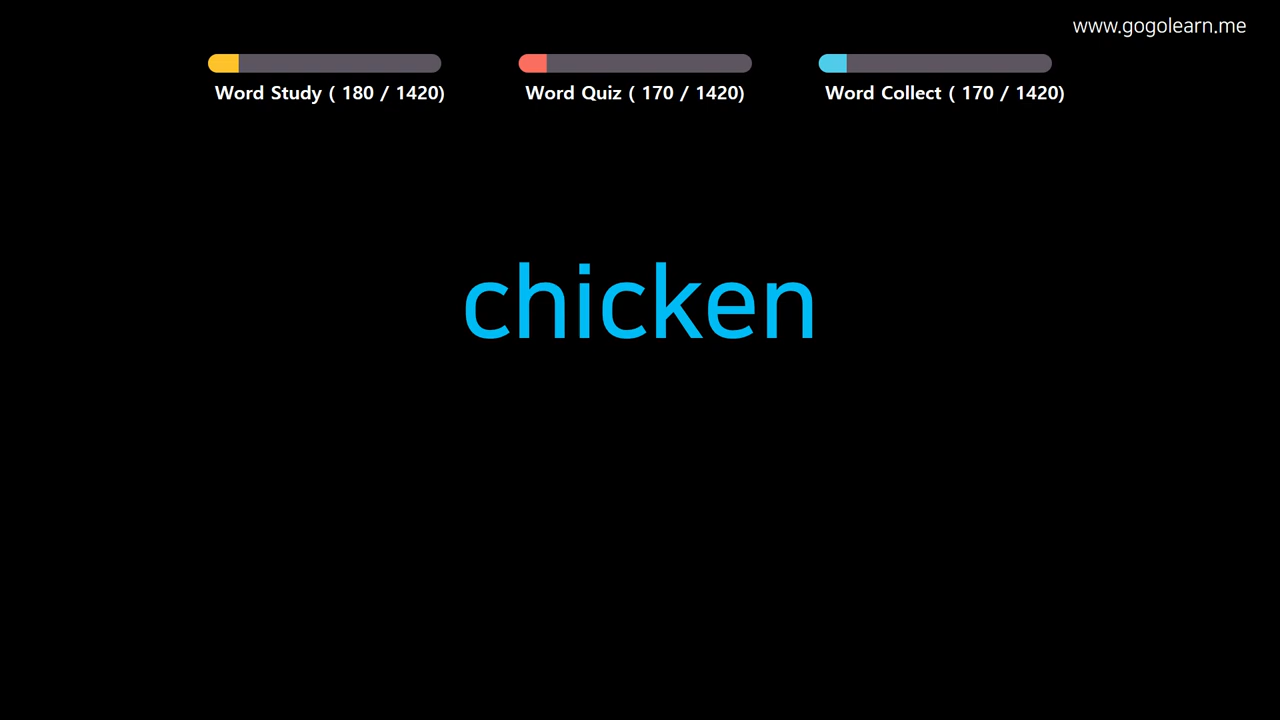 www.gogolearn.me
Word Study ( 180 / 1420)
Word Quiz ( 170 / 1420)
Word Collect ( 170 / 1420)
chicken